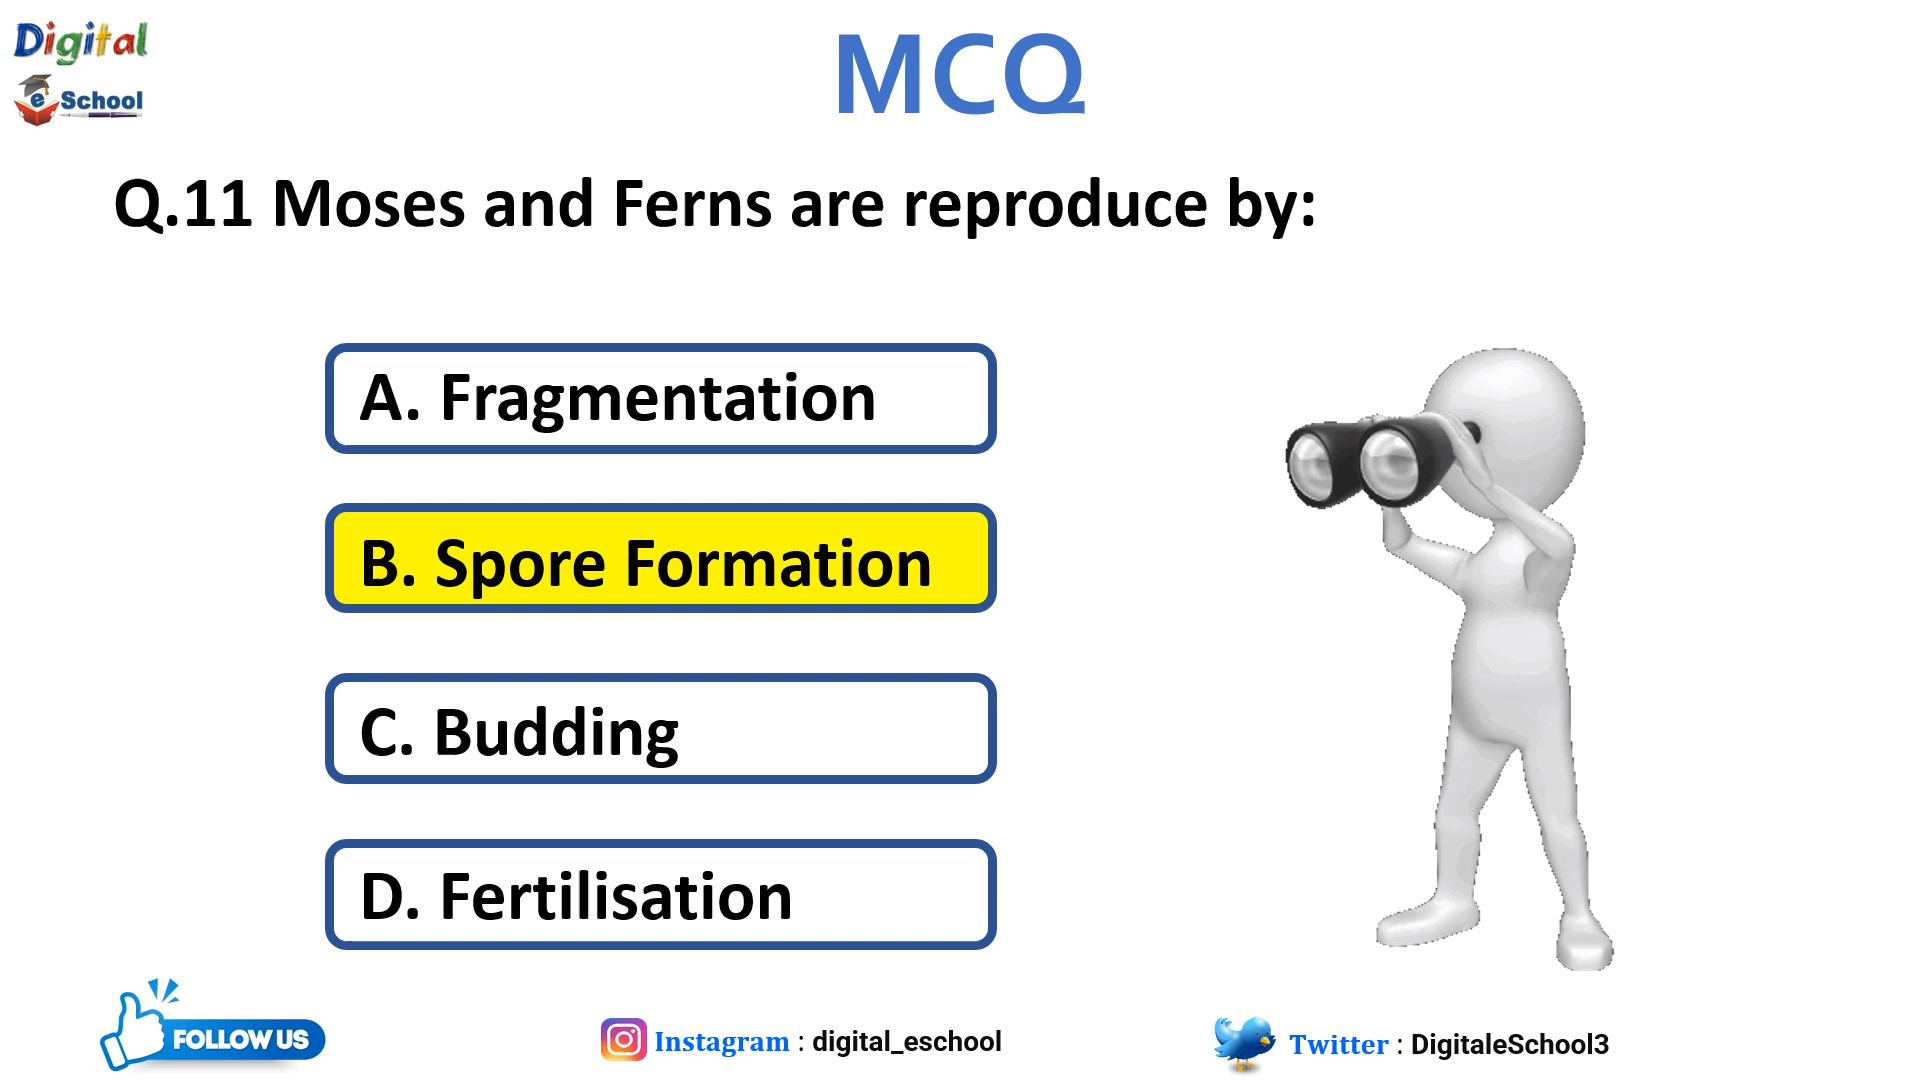 Digital
e School
MCQ
Q.11 Moses and Ferns are reproduce by:
A. Fragmentation
B. Spore Formation
C. Budding
D. Fertilisation
FOLLOW US
Instagram : digital_eschool
Twitter : DigitaleSchool3